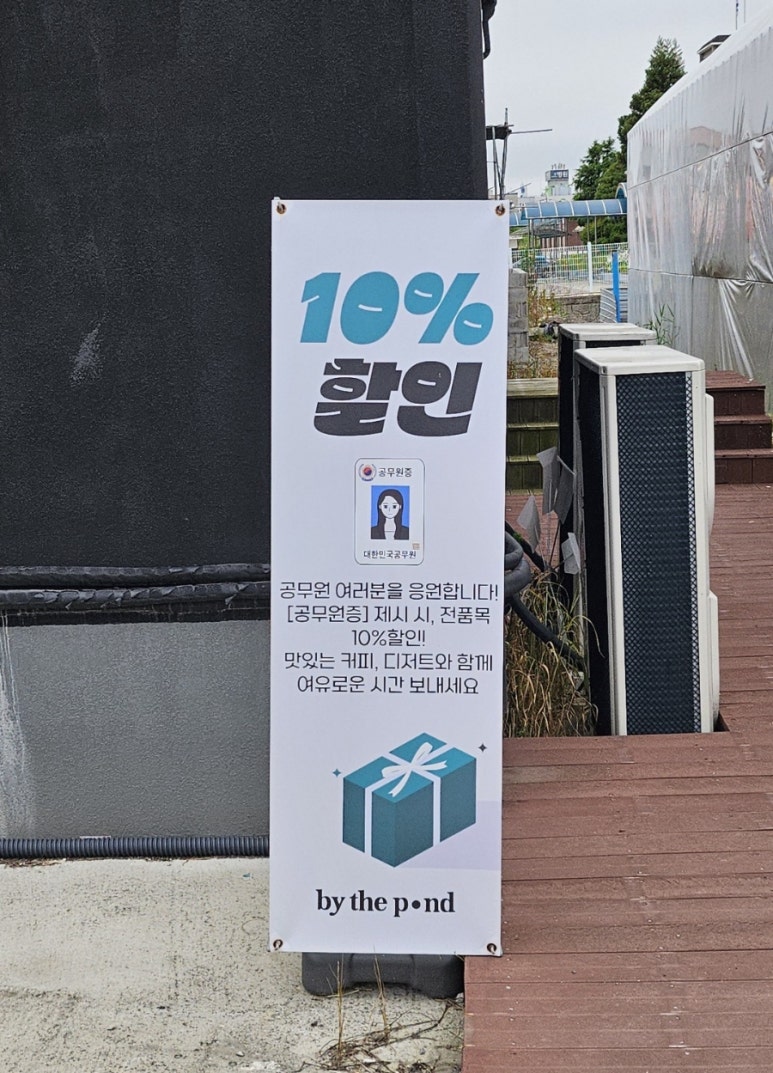 10%
할인
공무원증
대한민국공무원
공무원 여러분을 응원합니다!
[공무원증] 제시 시, 전품목
10%할인!
맛있는 커피, 디저트와 함께
여유로운 시간 보내세요
by the pond